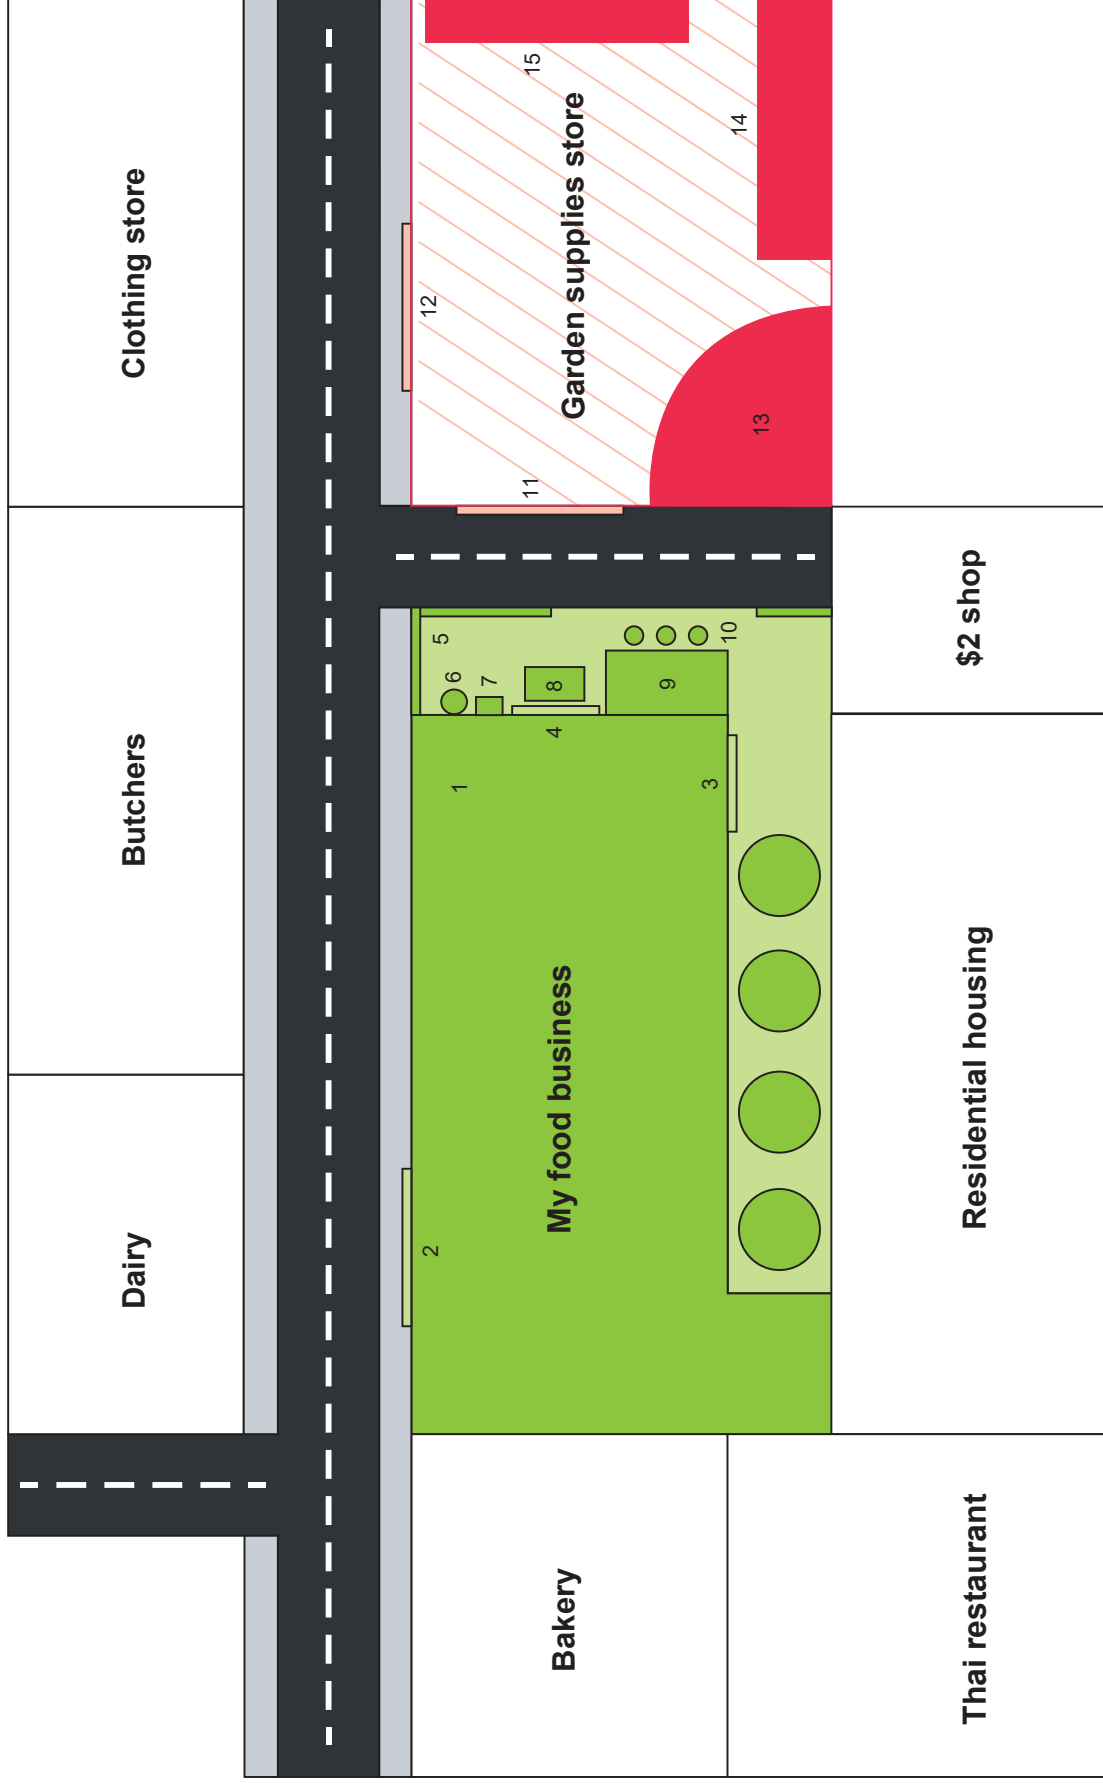 Dairy
Butchers
Clothing store
2
12
1
5
6
7
11
15
4
8
Bakery
My food business
Garden supplies store
9
3
10
14
13
Thai restaurant
Residential housing
$2 shop